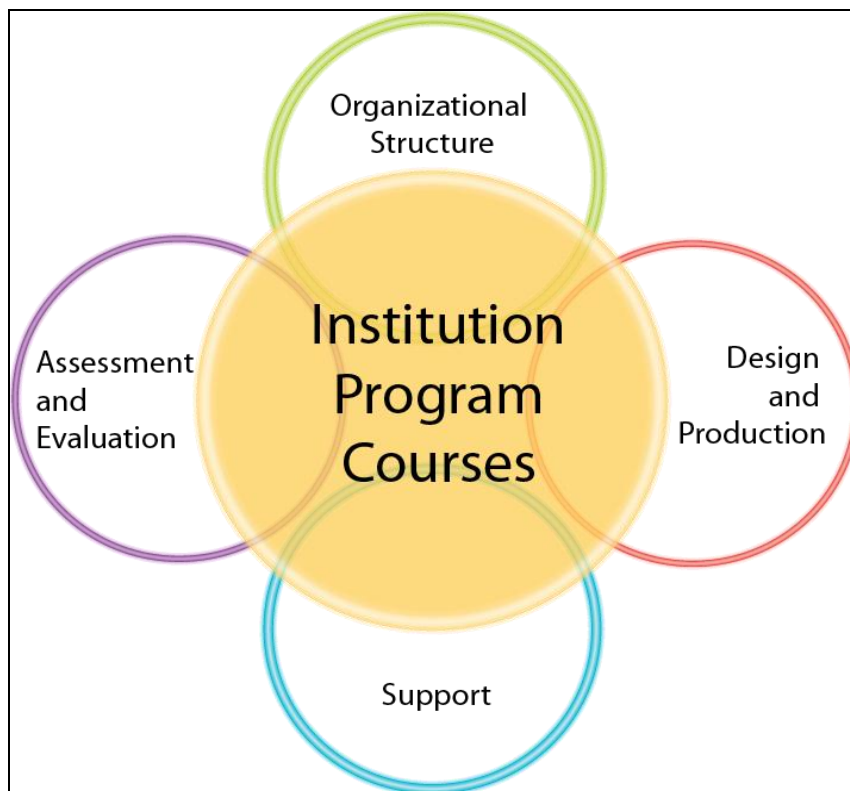 Organizational
Structure
Institution
Program
Courses
Assessment
and
Evaluation
Design
and
Production
Support